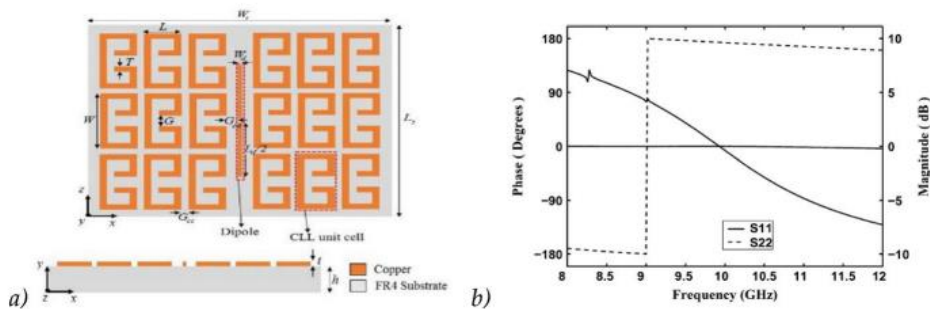 W_s
L
W_d
T
W
G
G_cd
L_d/2
L_s
z
y
x
G_cc
Dipole
CLL unit cell
y
t
h
z
x
Copper
FR4 Substrate
a)
180
90
0
−90
−180
Phase ( Degrees )
10
5
0
−5
−10
Magnitude ( dB )
S11
S22
8
8.5
9
9.5
10
10.5
11
11.5
12
Frequency (GHz)
b)